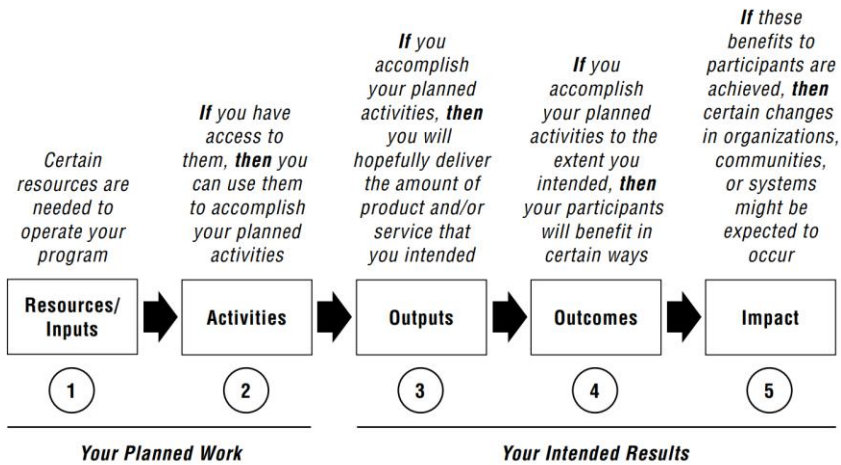 Certain
resources are
needed to
operate your
program
If you have
access to
them, then you
can use them
to accomplish
your planned
activities
If you
accomplish
your planned
activities, then
you will
hopefully deliver
the amount of
product and/or
service that
you intended
If you
accomplish
your planned
activities to the
extent you
intended, then
your participants
will benefit in
certain ways
If these
benefits to
participants are
achieved, then
certain changes
in organizations,
communities,
or systems
might be
expected to
occur
Resources/
Inputs
Activities
Outputs
Outcomes
Impact
1
2
3
4
5
Your Planned Work
Your Intended Results